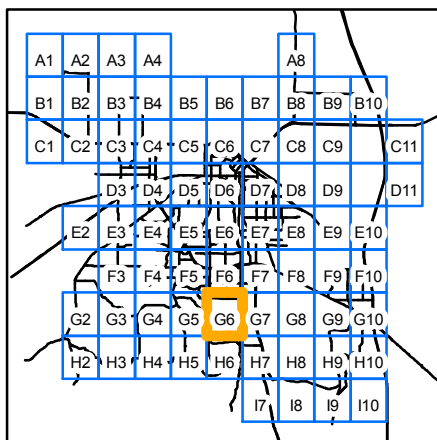 A1 A2 A3 A4 A8
B1 B2 B3 B4 B5 B6 B7 B8 B9 B10
C1 C2 C3 C4 C5 C6 C7 C8 C9 C11
D3 D4 D5 D6 D7 D8 D9 D11
E2 E3 E4 E5 E6 E7 E8 E9 E10
F3 F4 F5 F6 F7 F8 F9 F10
G2 G3 G4 G5 G6 G7 G8 G9 G10
H2 H3 H4 H5 H6 H7 H8 H9 H10
I7 I8 I9 I10